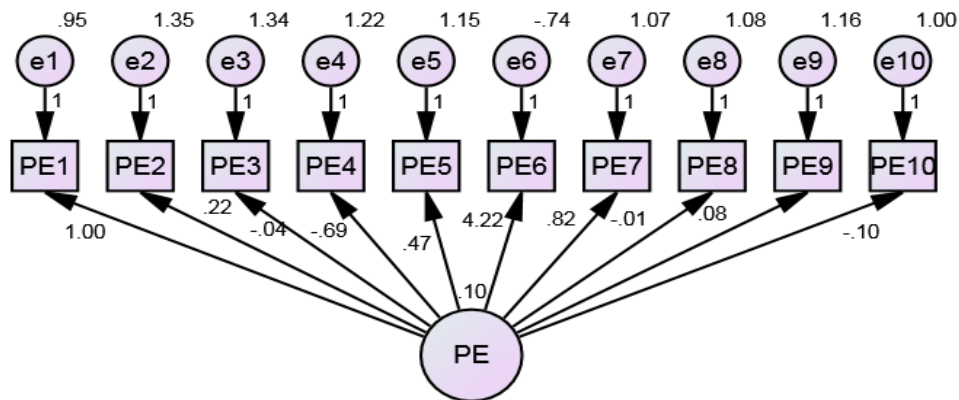 .95 1.35 1.34 1.22 1.15 -.74 1.07 1.08 1.16 1.00
e1 e2 e3 e4 e5 e6 e7 e8 e9 e10
1 1 1 1 1 1 1 1 1 1
PE1 PE2 PE3 PE4 PE5 PE6 PE7 PE8 PE9 PE10
1.00 .22 -.04 -.69 .47 4.22 .82 -.01 .08 -.10
.10
PE